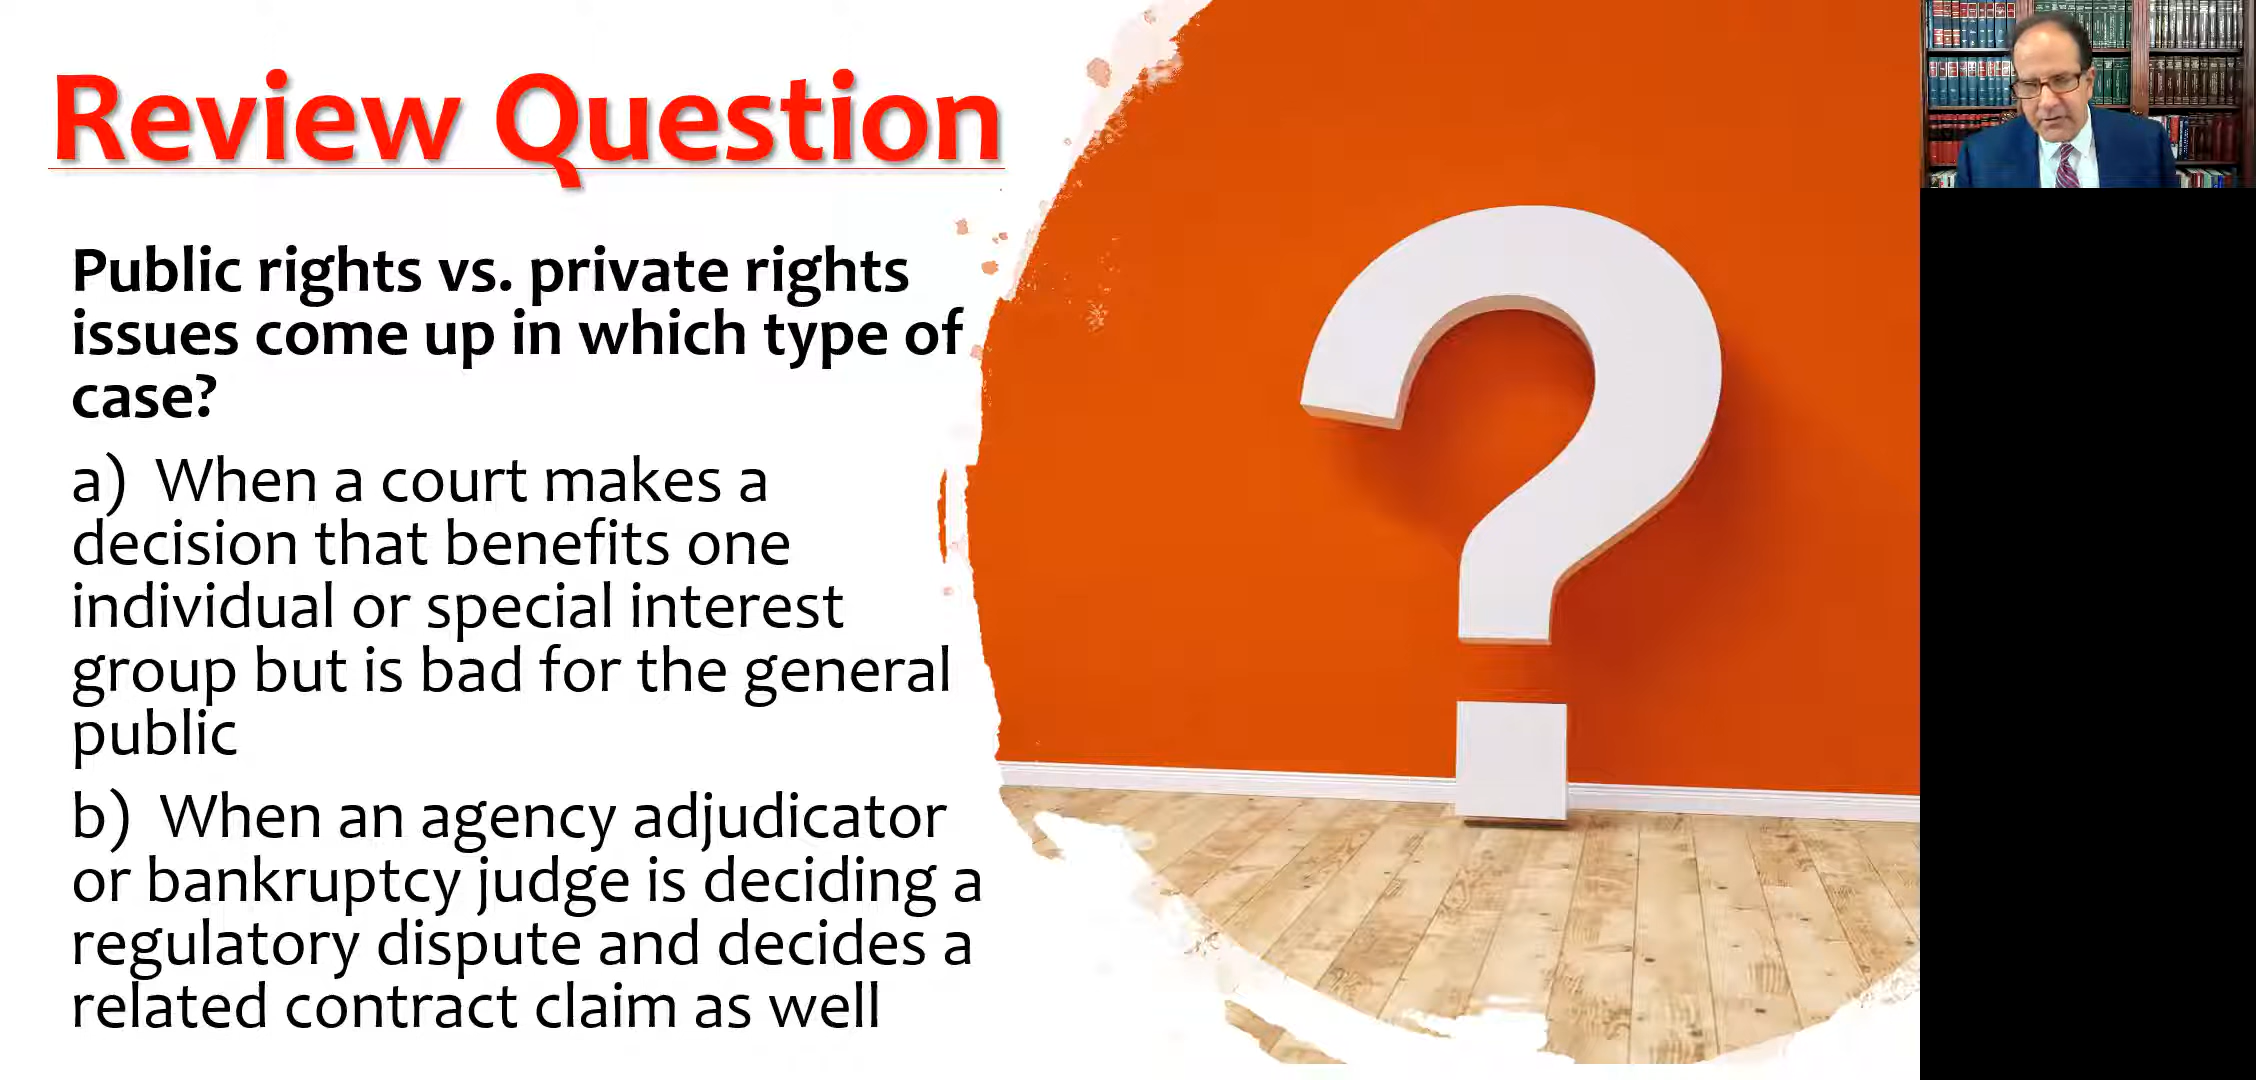 Review Question
Public rights vs. private rights
issues come up in which type of
case?
a) When a court makes a
decision that benefits one
individual or special interest
group but is bad for the general
public
b) When an agency adjudicator
or bankruptcy judge is deciding a
regulatory dispute and decides a
related contract claim as well